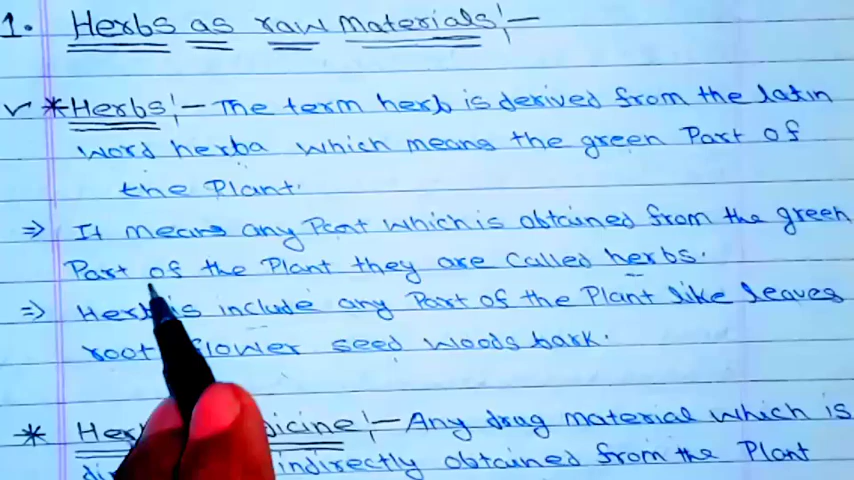 1. Herbs as raw materials!-
✓ *Herbs!- The term herb is derived from the latin
word herba which means the green Part of
the Plant.
⇒ It means any Part which is obtained from the green
Part of the Plant they are called herbs.
⇒ Herb is include any Part of the Plant like leaves
root flower seed woods bark.
* !- Any drug material which is
indirectly obtained from the Plant